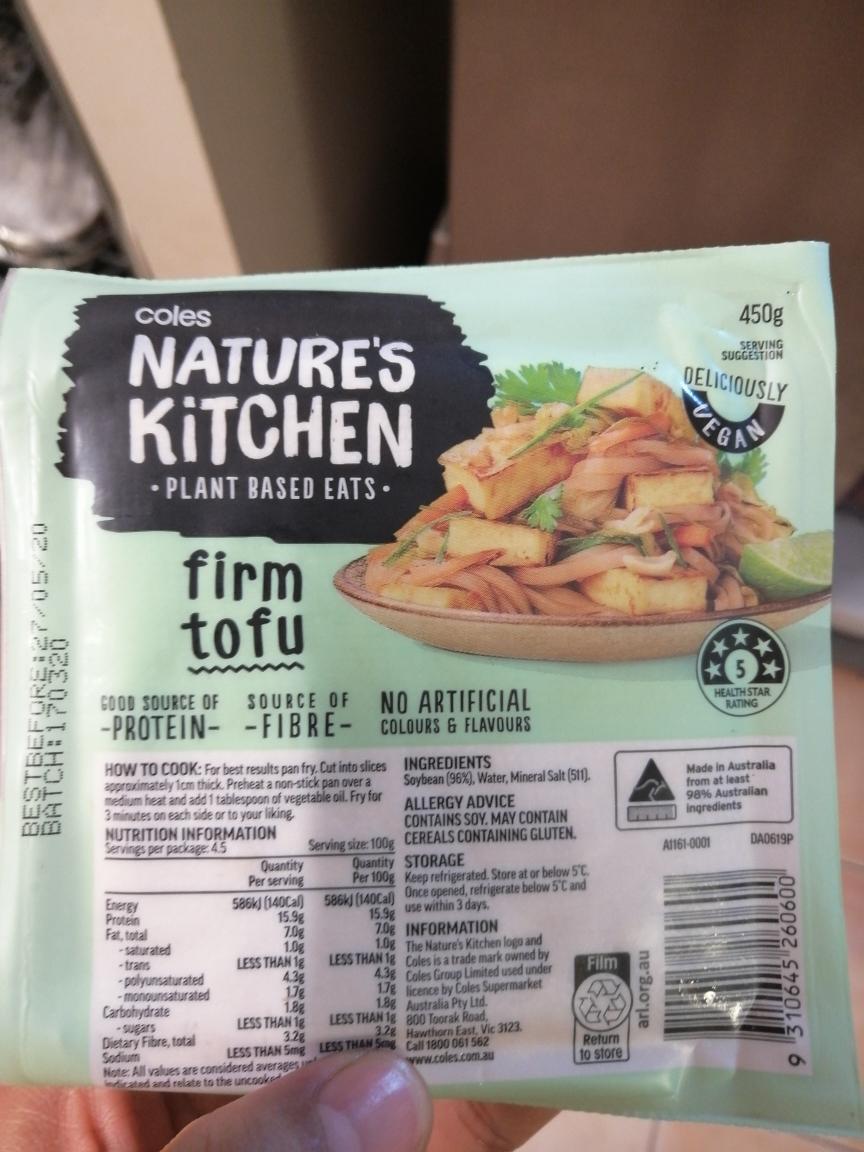 coles
NATURE'S
KiTCHEN
• PLANT BASED EATS •
450g
SERVING
SUGGESTION
DELICIOUSLY
VEGAN
firm
tofu
5
HEALTH STAR
RATING
GOOD SOURCE OF
-PROTEIN-
SOURCE OF
-FIBRE-
NO ARTIFICIAL
COLOURS & FLAVOURS
BESTBEFORE:27/05/20
BATCH:170320
HOW TO COOK: For best results pan fry. Cut into slices
approximately 1cm thick. Preheat a non-stick pan over a
medium heat and add 1 tablespoon of vegetable oil. Fry for
3 minutes on each side or to your liking.
NUTRITION INFORMATION
Servings per package: 4.5 Serving size: 100g
Quantity Quantity
Per serving Per 100g
Energy 586kJ (140Cal) 586kJ (140Cal)
Protein 15.9g 15.9g
Fat, total 7.0g 7.0g
- saturated 1.0g 1.0g
- trans LESS THAN 1g LESS THAN 1g
- polyunsaturated 4.3g 4.3g
- monounsaturated 1.7g 1.7g
Carbohydrate 1.8g 1.8g
- sugars LESS THAN 1g LESS THAN 1g
Dietary Fibre, total 3.2g 3.2g
Sodium LESS THAN 5mg LESS THAN 5mg
Note: All values are considered averages
indicated and relate to the uncooked
INGREDIENTS
Soybean (96%), Water, Mineral Salt (511).
ALLERGY ADVICE
CONTAINS SOY. MAY CONTAIN
CEREALS CONTAINING GLUTEN.
STORAGE
Keep refrigerated. Store at or below 5°C.
Once opened, refrigerate below 5°C and
use within 3 days.
INFORMATION
The Nature's Kitchen logo and
Coles is a trade mark owned by
Coles Group Limited used under
licence by Coles Supermarket
Australia Pty Ltd.
800 Toorak Road,
Hawthorn East, Vic 3123.
Call 1800 061 562
www.coles.com.au
Made in Australia
from at least
98% Australian
ingredients
A1161-0001 DA0619P
Film
Return
to store
arl.org.au
9 310645 260600